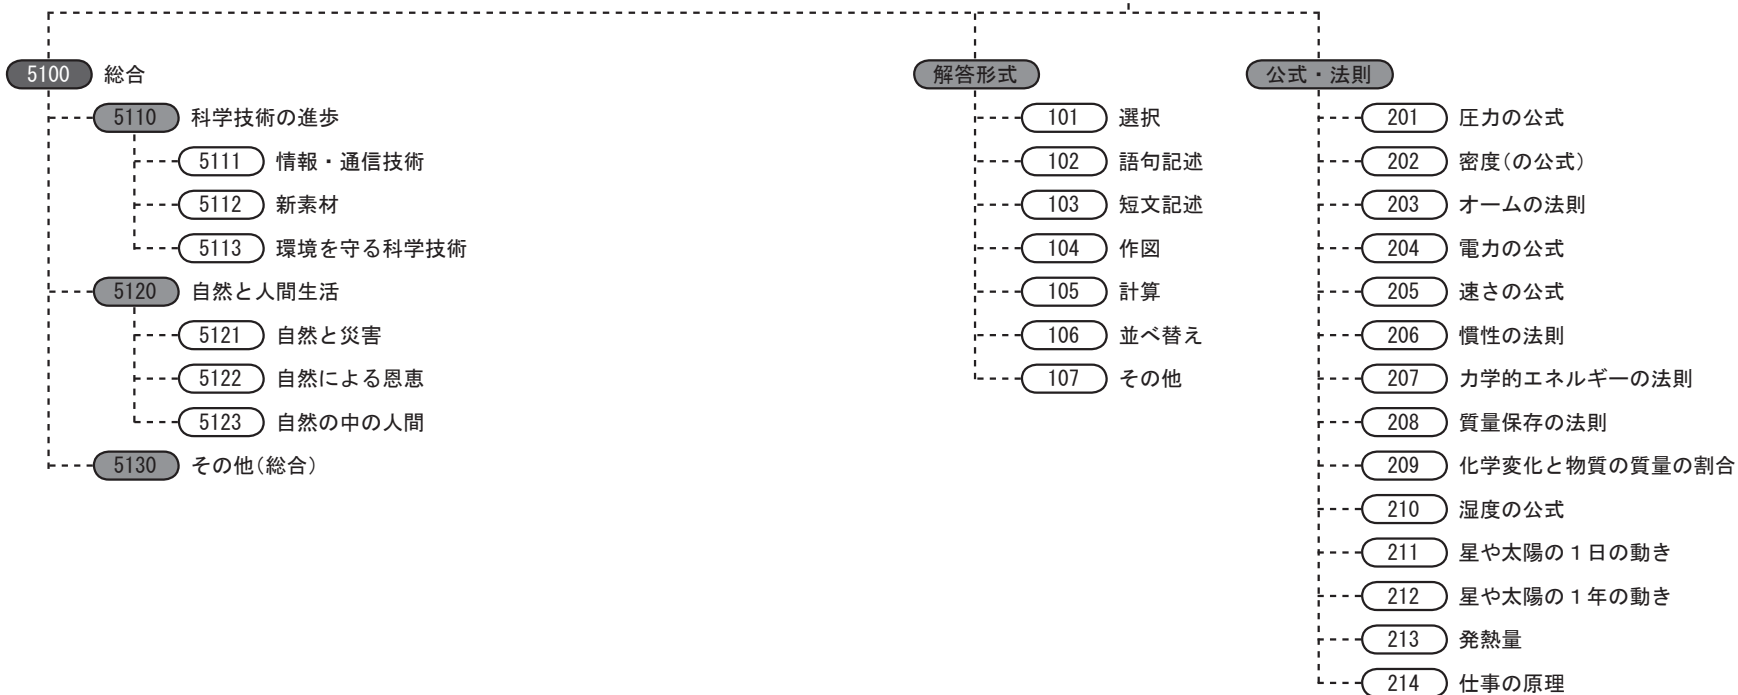 5100 総合
5110 科学技術の進歩
5111 情報・通信技術
5112 新素材
5113 環境を守る科学技術
5120 自然と人間生活
5121 自然と災害
5122 自然による恩恵
5123 自然の中の人間
5130 その他(総合)
解答形式
101 選択
102 語句記述
103 短文記述
104 作図
105 計算
106 並べ替え
107 その他
公式・法則
201 圧力の公式
202 密度(の公式)
203 オームの法則
204 電力の公式
205 速さの公式
206 慣性の法則
207 力学的エネルギーの法則
208 質量保存の法則
209 化学変化と物質の質量の割合
210 湿度の公式
211 星や太陽の1日の動き
212 星や太陽の1年の動き
213 発熱量
214 仕事の原理